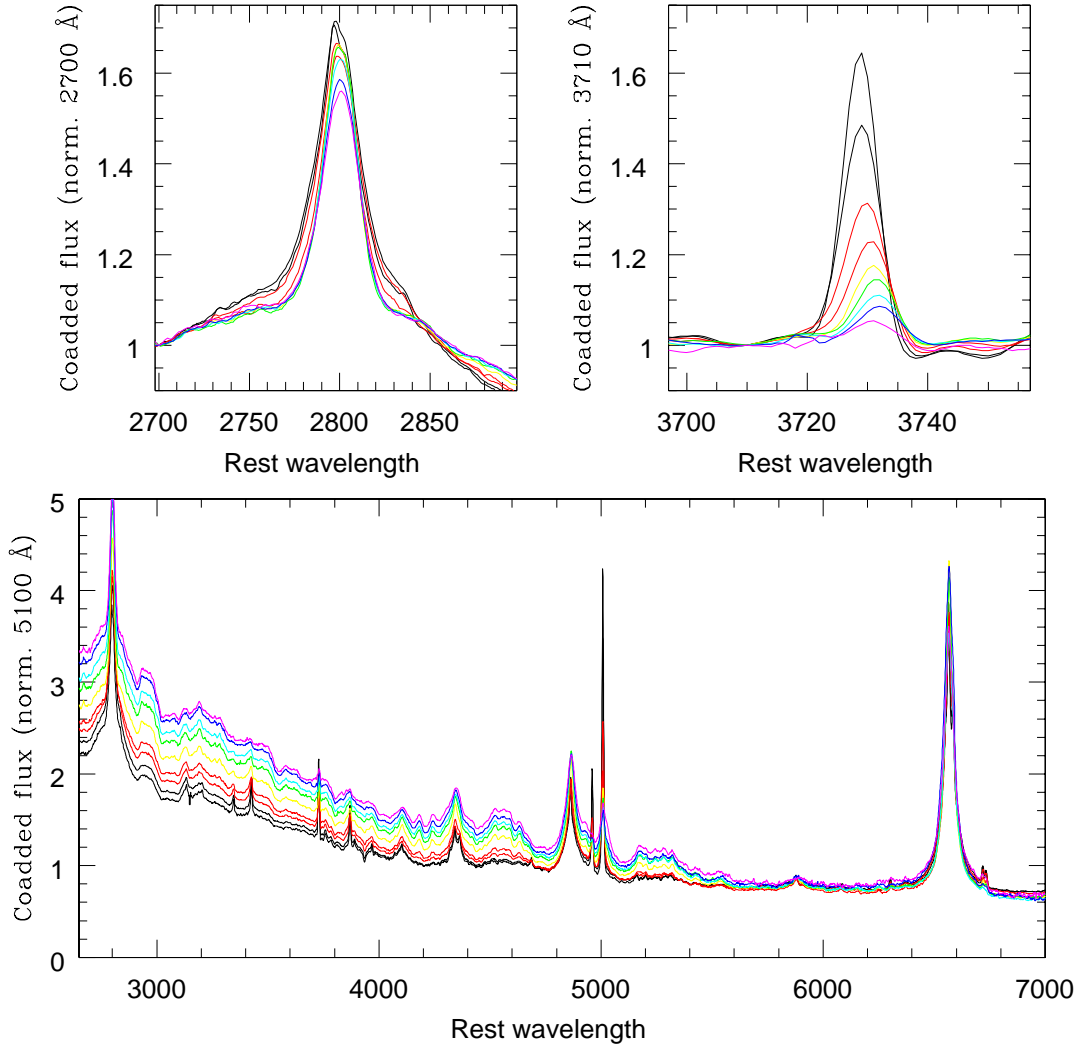 Coadded flux (norm. 2700 Å)
1.6
1.4
1.2
1
2700 2750 2800 2850
Rest wavelength
Coadded flux (norm. 3710 Å)
1.6
1.4
1.2
1
3700 3720 3740
Rest wavelength
Coadded flux (norm. 5100 Å)
5
4
3
2
1
0
3000 4000 5000 6000 7000
Rest wavelength